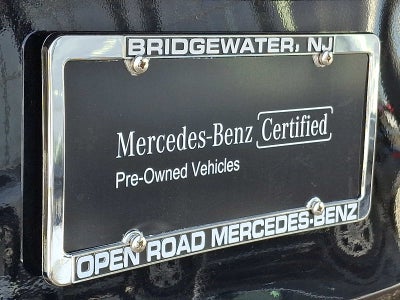 BRIDGEWATER, NJ
Mercedes-Benz Certified
Pre-Owned Vehicles
OPEN ROAD MERCEDES-BENZ